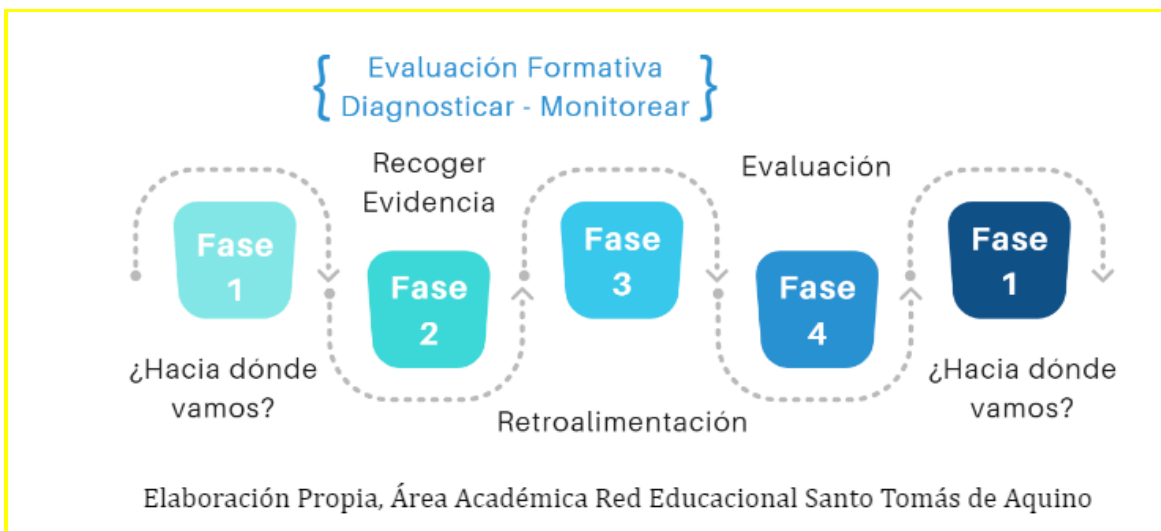 Evaluación Formativa
Diagnosticar - Monitorear
Recoger
Evidencia
Evaluación
Fase
1
Fase
2
Fase
3
Fase
4
Fase
1
¿Hacia dónde
vamos?
Retroalimentación
¿Hacia dónde
vamos?
Elaboración Propia, Área Académica Red Educacional Santo Tomás de Aquino